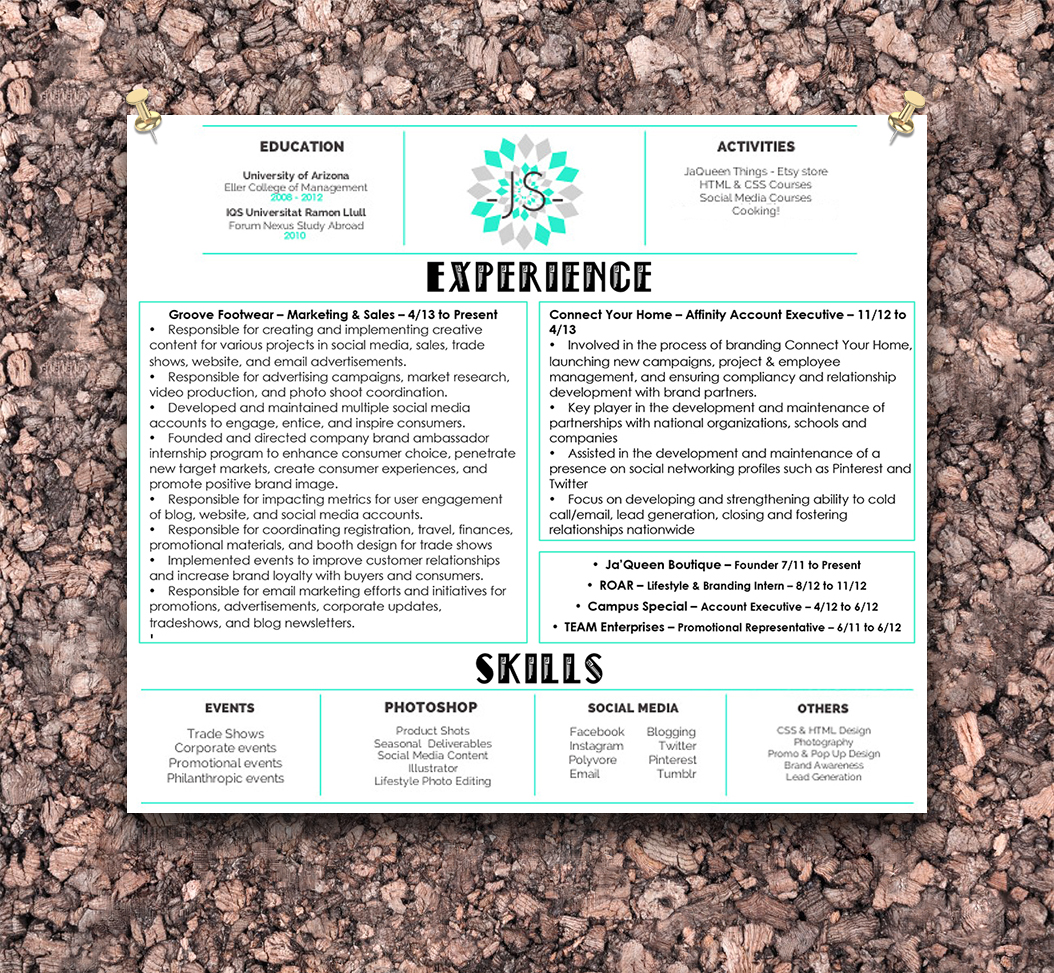 EDUCATION
University of Arizona
Eller College of Management
2008 - 2012
IQS Universitat Ramon Llull
Forum Nexus Study Abroad
2010
-JS-
ACTIVITIES
JaQueen Things - Etsy store
HTML & CSS Courses
Social Media Courses
Cooking!
EXPERIENCE
Groove Footwear – Marketing & Sales – 4/13 to Present
• Responsible for creating and implementing creative
content for various projects in social media, sales, trade
shows, website, and email advertisements.
• Responsible for advertising campaigns, market research,
video production, and photo shoot coordination.
• Developed and maintained multiple social media
accounts to engage, entice, and inspire consumers.
• Founded and directed company brand ambassador
internship program to enhance consumer choice, penetrate
new target markets, create consumer experiences, and
promote positive brand image.
• Responsible for impacting metrics for user engagement
of blog, website, and social media accounts.
• Responsible for coordinating registration, travel, finances,
promotional materials, and booth design for trade shows
• Implemented events to improve customer relationships
and increase brand loyalty with buyers and consumers.
• Responsible for email marketing efforts and initiatives for
promotions, advertisements, corporate updates,
tradeshows, and blog newsletters.
Connect Your Home – Affinity Account Executive – 11/12 to
4/13
• Involved in the process of branding Connect Your Home,
launching new campaigns, project & employee
management, and ensuring compliancy and relationship
development with brand partners.
• Key player in the development and maintenance of
partnerships with national organizations, schools and
companies
• Assisted in the development and maintenance of a
presence on social networking profiles such as Pinterest and
Twitter
• Focus on developing and strengthening ability to cold
call/email, lead generation, closing and fostering
relationships nationwide
• Ja'Queen Boutique – Founder 7/11 to Present
• ROAR – Lifestyle & Branding Intern – 8/12 to 11/12
• Campus Special – Account Executive – 4/12 to 6/12
• TEAM Enterprises – Promotional Representative – 6/11 to 6/12
SKILLS
EVENTS
Trade Shows
Corporate events
Promotional events
Philanthropic events
PHOTOSHOP
Product Shots
Seasonal Deliverables
Social Media Content
Illustrator
Lifestyle Photo Editing
SOCIAL MEDIA
Facebook Blogging
Instagram Twitter
Polyvore Pinterest
Email Tumblr
OTHERS
CSS & HTML Design
Photography
Promo & Pop Up Design
Brand Awareness
Lead Generation